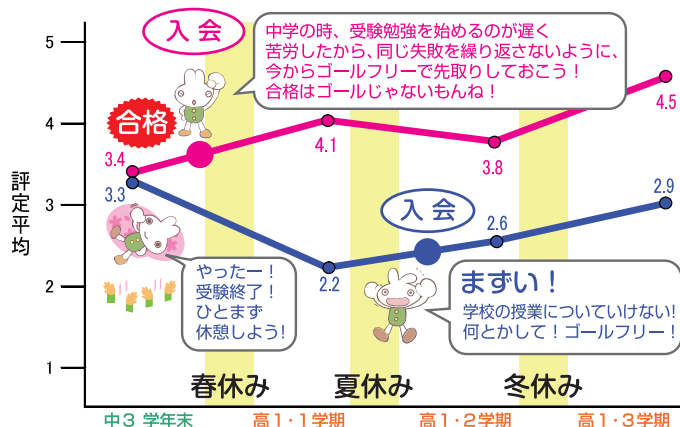 入会
中学の時、受験勉強を始めるのが遅く
苦労したから、同じ失敗を繰り返さないように、
今からゴールフリーで先取りしておこう！
合格はゴールじゃないもんね！
合格
評定平均
5
4
3
2
1
3.4
4.1
3.8
4.5
3.3
2.2
2.6
2.9
入会
やったー！
受験終了！
ひとまず
休憩しよう!
まずい！
学校の授業についていけない!
何とかして！ゴールフリー！
春休み
夏休み
冬休み
中3 学年末
高1・1学期
高1・2学期
高1・3学期